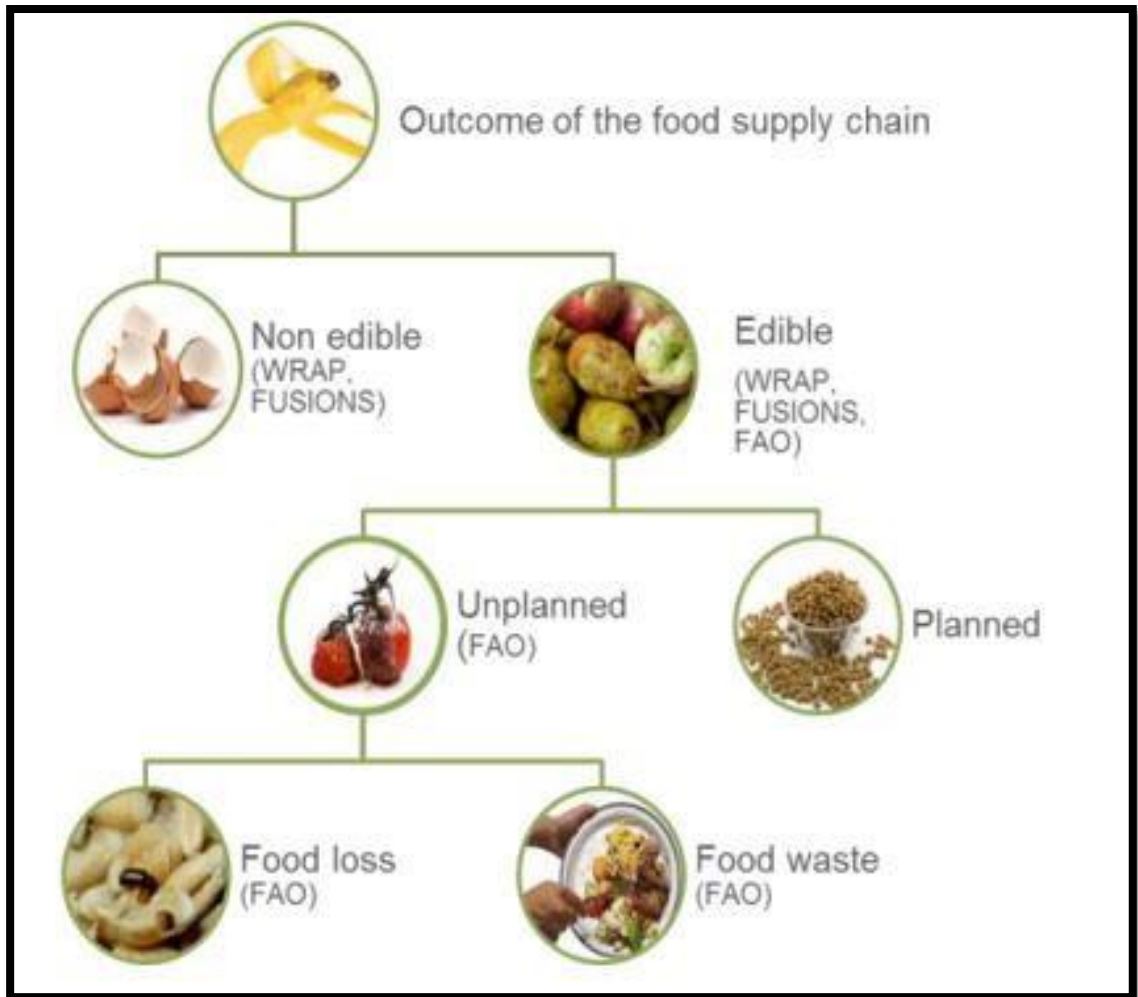 Outcome of the food supply chain
Non edible
(WRAP,
FUSIONS)
Edible
(WRAP,
FUSIONS,
FAO)
Unplanned
(FAO)
Planned
Food loss
(FAO)
Food waste
(FAO)